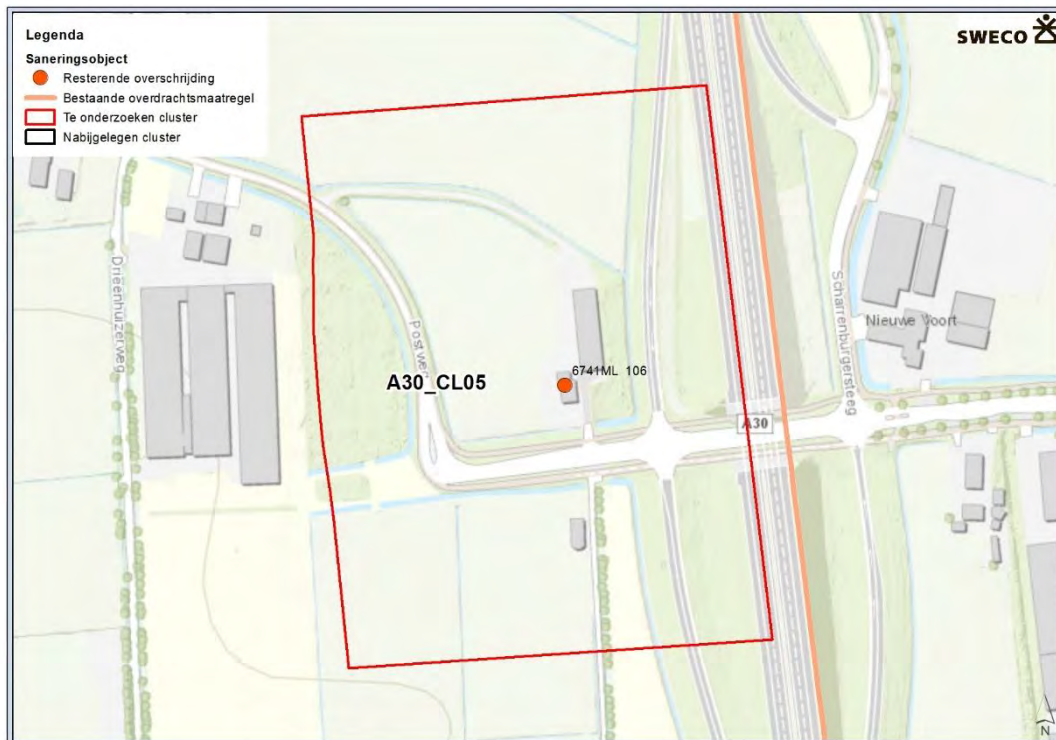 Legenda
SWECO
Saneringsobject
Resterende overschrijding
Bestaande overdrachtsmaatregel
Te onderzoeken cluster
Nabijgelegen cluster
Drieënhuizerweg
Postweg
Scharrenburgersteeg
Nieuwe Voort
6741ML 106
A30_CL05
A30
N